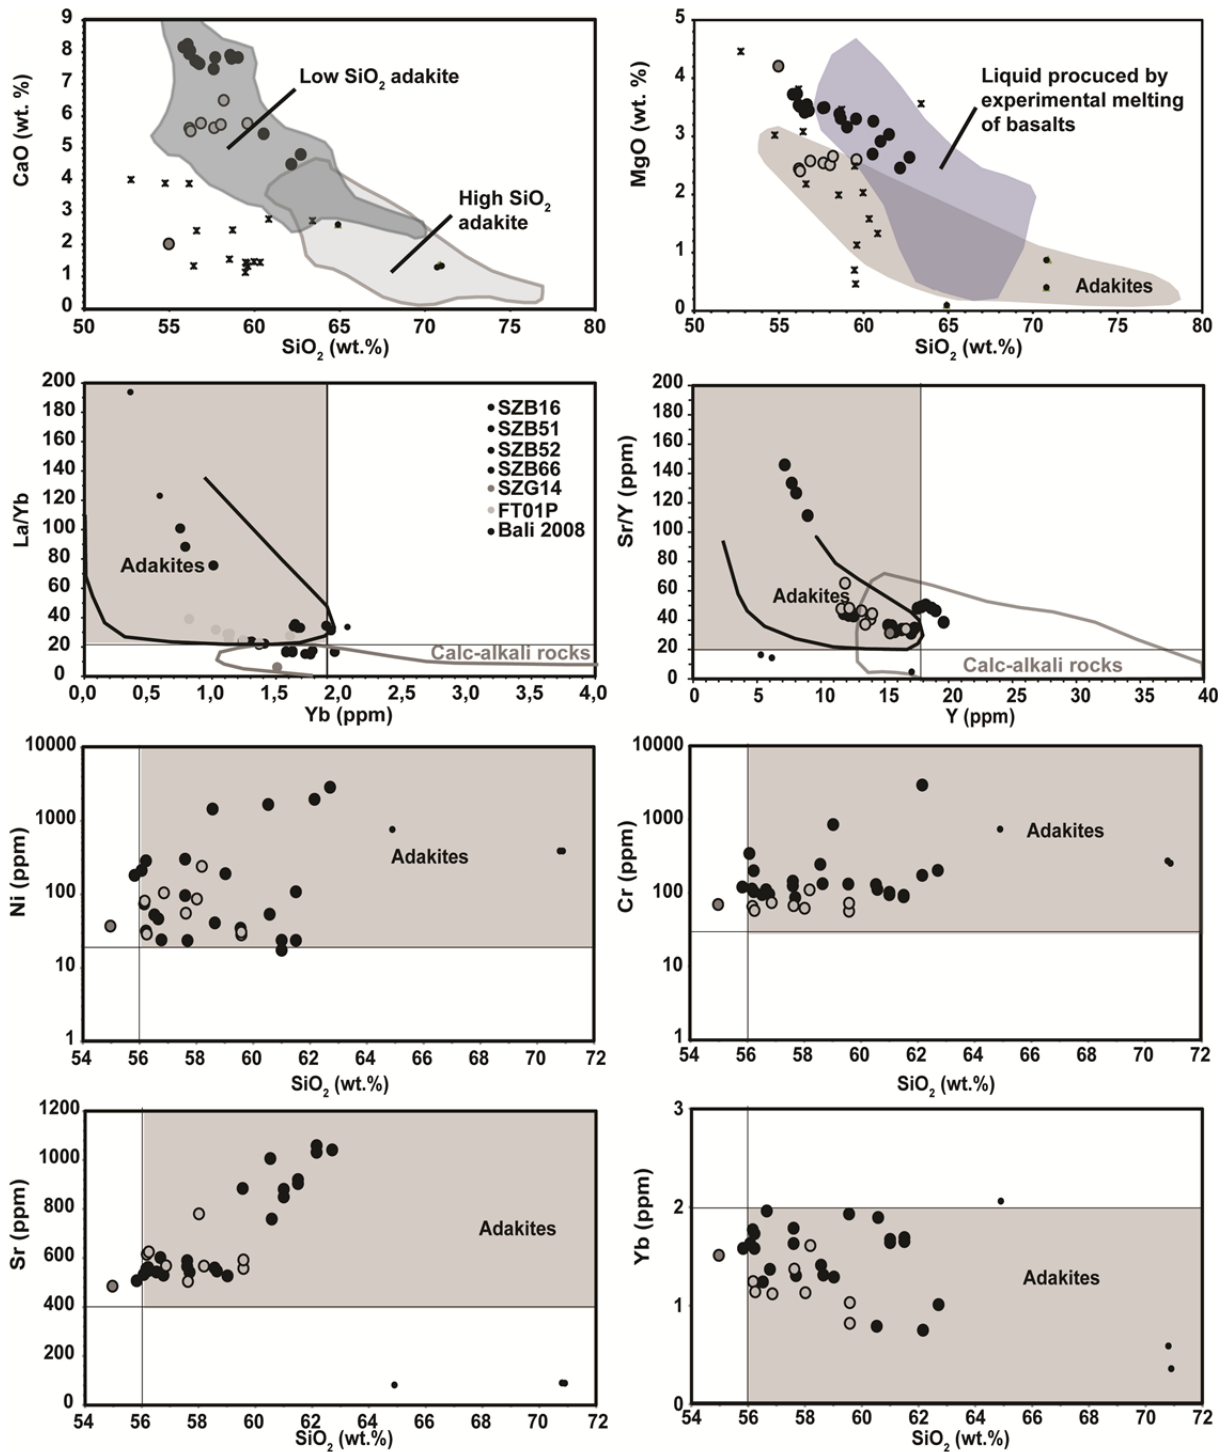 9
8
7
6
5
4
3
2
1
0
CaO (wt. %)
Low SiO2 adakite
High SiO2
adakite
50 55 60 65 70 75 80
SiO2 (wt.%)
5
4
3
2
1
0
MgO (wt. %)
Liquid procuced by
experimental melting
of basalts
Adakites
50 55 60 65 70 75 80
SiO2 (wt.%)
200
180
160
140
120
100
80
60
40
20
0
La/Yb
SZB16
SZB51
SZB52
SZB66
SZG14
FT01P
Bali 2008
Adakites
Calc-alkali rocks
0,0 0,5 1,0 1,5 2,0 2,5 3,0 3,5 4,0
Yb (ppm)
200
180
160
140
120
100
80
60
40
20
0
Sr/Y (ppm)
Adakites
Calc-alkali rocks
0 5 10 15 20 25 30 35 40
Y (ppm)
10000
1000
100
10
1
Ni (ppm)
Adakites
54 56 58 60 62 64 66 68 70 72
SiO2 (wt.%)
10000
1000
100
10
1
Cr (ppm)
Adakites
54 56 58 60 62 64 66 68 70 72
SiO2 (wt.%)
1200
1000
800
600
400
200
0
Sr (ppm)
Adakites
54 56 58 60 62 64 66 68 70 72
SiO2 (wt.%)
3
2
1
0
Yb (ppm)
Adakites
54 56 58 60 62 64 66 68 70 72
SiO2 (wt.%)